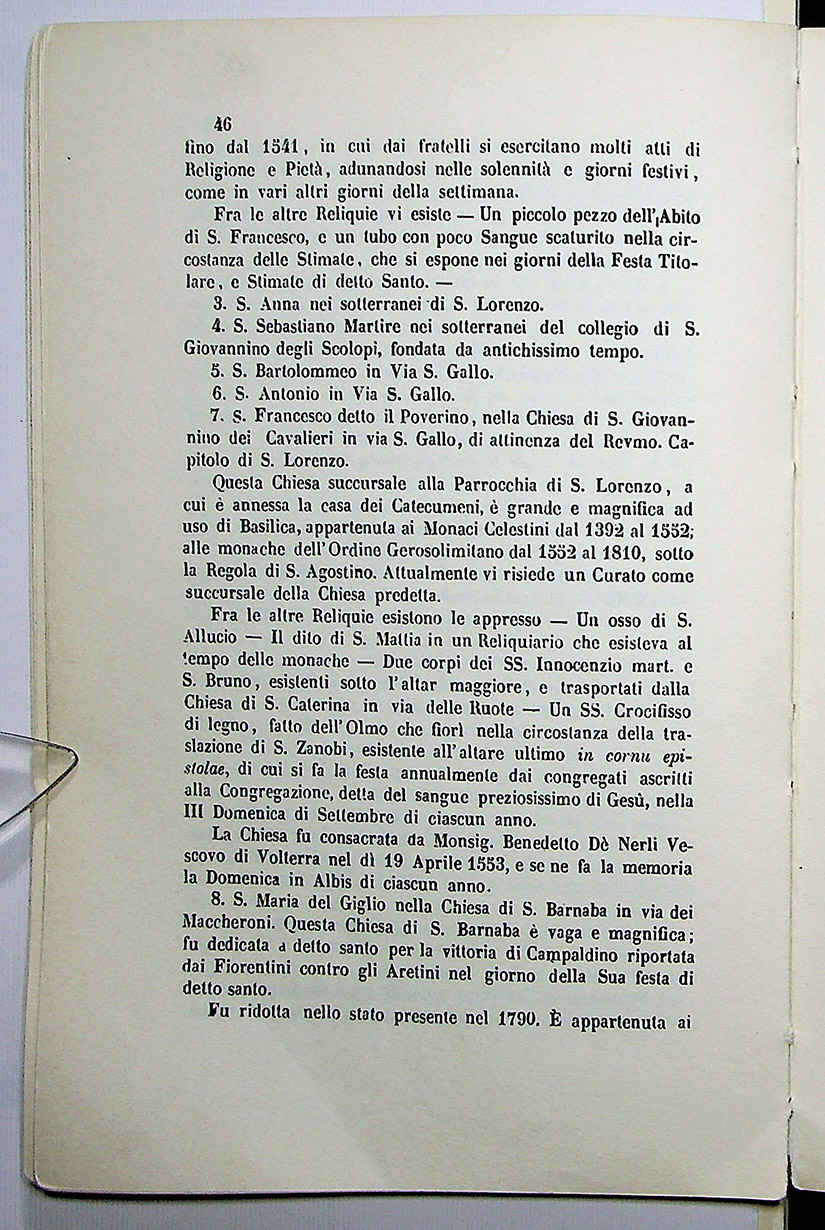 46
fino dal 1541, in cui dai fratelli si esercitano molti atti di
Religione e Pietà, adunandosi nelle solennità e giorni festivi,
come in vari altri giorni della settimana.
Fra le altre Reliquie vi esiste — Un piccolo pezzo dell'Abito
di S. Francesco, e un tubo con poco Sangue scaturito nella cir-
costanza delle Stimate, che si espone nei giorni della Festa Tito-
lare, e Stimate di detto Santo. —
3. S. Anna nei sotterranei di S. Lorenzo.
4. S. Sebastiano Martire nei sotterranei del collegio di S.
Giovannino degli Scolopi, fondata da antichissimo tempo.
5. S. Bartolommeo in Via S. Gallo.
6. S. Antonio in Via S. Gallo.
7. S. Francesco detto il Poverino, nella Chiesa di S. Giovan-
nino dei Cavalieri in via S. Gallo, di attinenza del Revmo. Ca-
pitolo di S. Lorenzo.
Questa Chiesa succursale alla Parrocchia di S. Lorenzo, a
cui è annessa la casa dei Catecumeni, è grande e magnifica ad
uso di Basilica, appartenuta ai Monaci Celestini dal 1392 al 1552;
alle monache dell'Ordine Gerosolimitano dal 1552 al 1810, sotto
la Regola di S. Agostino. Attualmente vi risiede un Curato come
succursale della Chiesa predetta.
Fra le altre Reliquie esistono le appresso — Un osso di S.
Allucio — Il dito di S. Mattia in un Reliquiario che esisteva al
tempo delle monache — Due corpi dei SS. Innocenzio mart. e
S. Bruno, esistenti sotto l'altar maggiore, e trasportati dalla
Chiesa di S. Caterina in via delle Ruote — Un SS. Crocifisso
di legno, fatto dell'Olmo che fiorì nella circostanza della tra-
slazione di S. Zanobi, esistente all'altare ultimo in cornu epi-
stolae, di cui si fa la festa annualmente dai congregati ascritti
alla Congregazione, detta del sangue preziosissimo di Gesù, nella
III Domenica di Settembre di ciascun anno.
La Chiesa fu consacrata da Monsig. Benedetto Dè Nerli Ve-
scovo di Volterra nel dì 19 Aprile 1553, e se ne fa la memoria
la Domenica in Albis di ciascun anno.
8. S. Maria del Giglio nella Chiesa di S. Barnaba in via dei
Maccheroni. Questa Chiesa di S. Barnaba è vaga e magnifica;
fu dedicata a detto santo per la vittoria di Campaldino riportata
dai Fiorentini contro gli Aretini nel giorno della Sua festa di
detto santo.
Fu ridotta nello stato presente nel 1790. È appartenuta ai